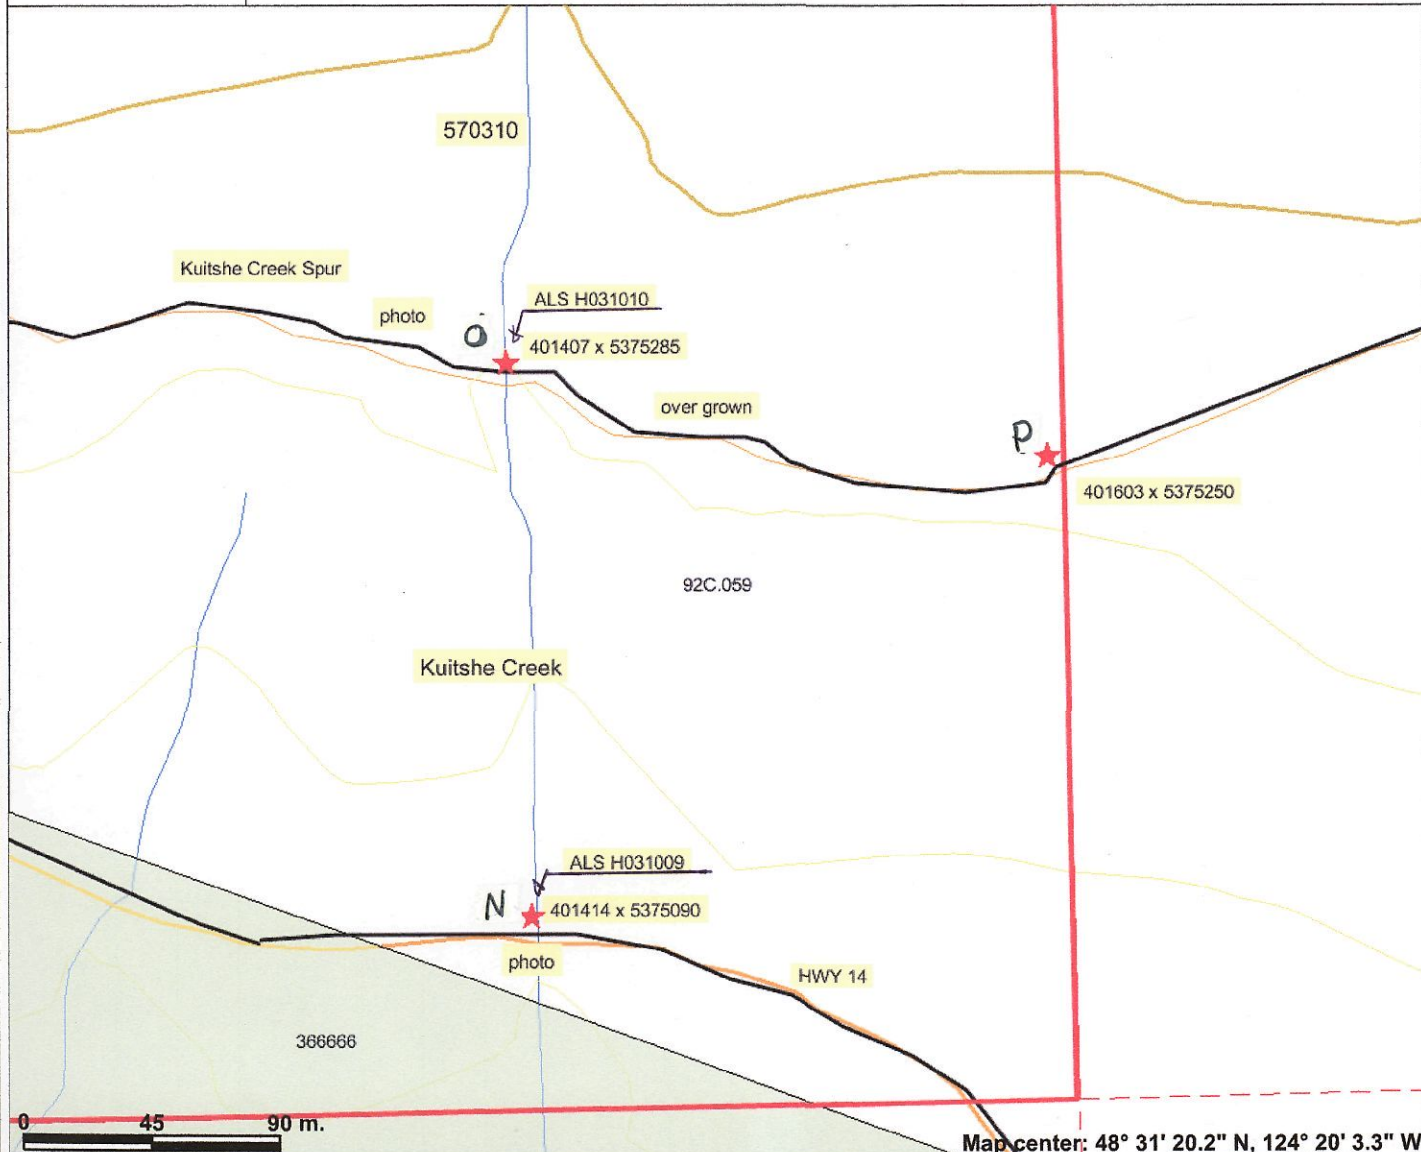 570310
Kuitshe Creek Spur
photo
ALS H031010
O
401407 x 5375285
over grown
P
401603 x 5375250
92C.059
Kuitshe Creek
ALS H031009
N
401414 x 5375090
photo
HWY 14
366666
0 45 90 m.
Map center: 48° 31' 20.2" N, 124° 20' 3.3" W